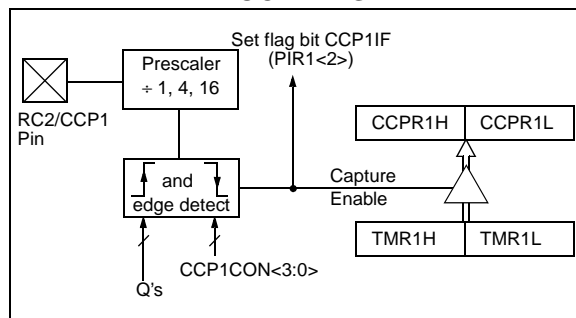 Set flag bit CCP1IF
(PIR1<2>)
Prescaler
÷ 1, 4, 16
RC2/CCP1
Pin
CCPR1H
CCPR1L
and
edge detect
Capture
Enable
TMR1H
TMR1L
CCP1CON<3:0>
Q's